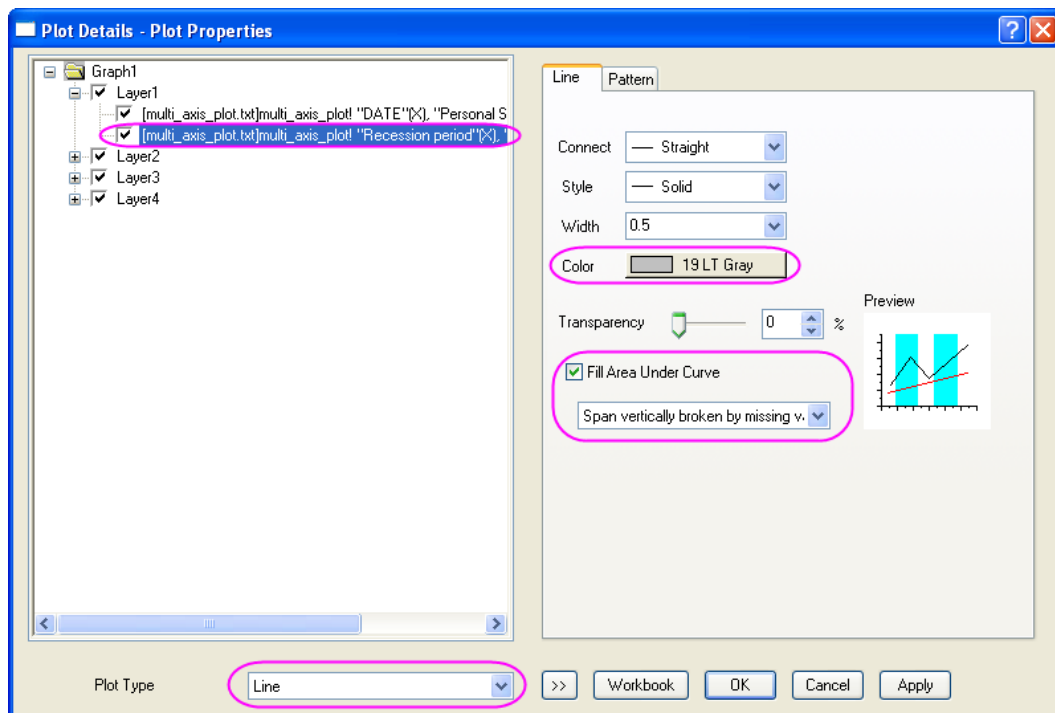 Plot Details - Plot Properties
Graph1
Layer1
[multi_axis_plot.txt]multi_axis_plot! "DATE"(X), "Personal S
[multi_axis_plot.txt]multi_axis_plot! "Recession period"(X), "
Layer2
Layer3
Layer4
Line
Pattern
Connect
Straight
Style
Solid
Width
0.5
Color
19 LT Gray
Transparency
0
%
Preview
Fill Area Under Curve
Span vertically broken by missing v
Plot Type
Line
>>
Workbook
OK
Cancel
Apply